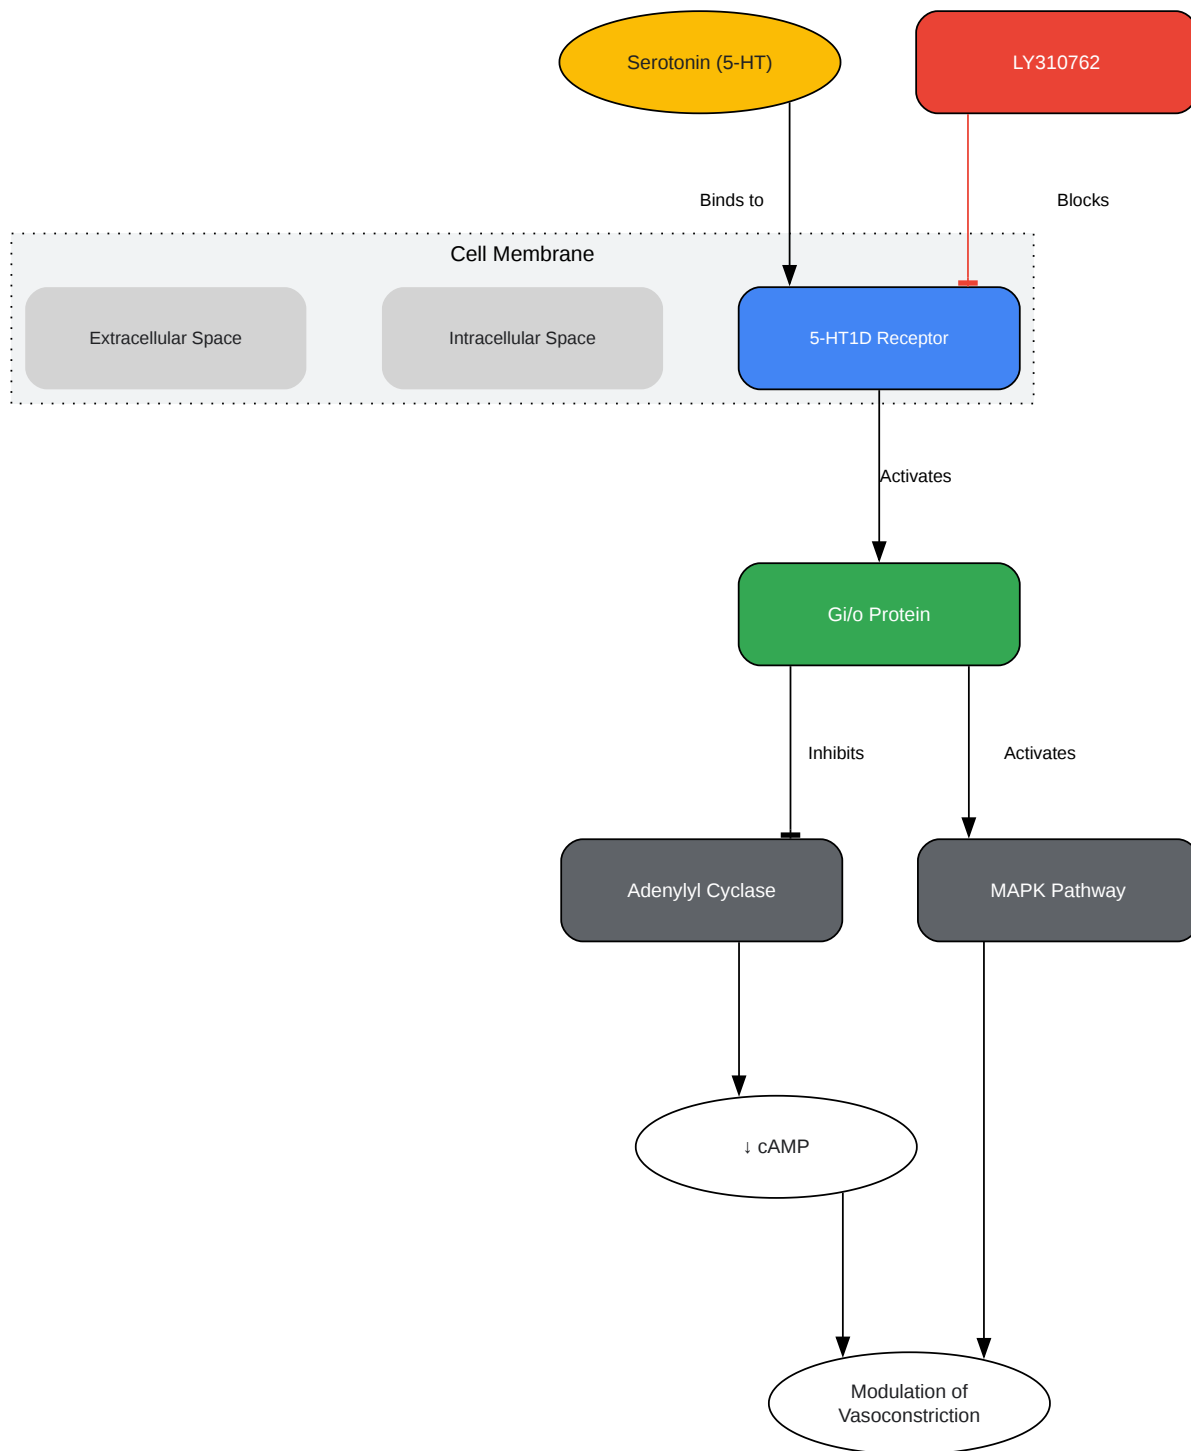 Serotonin (5-HT)
LY310762
Binds to
Blocks
Cell Membrane
Extracellular Space
Intracellular Space
5-HT1D Receptor
Activates
Gi/o Protein
Inhibits
Activates
Adenylyl Cyclase
MAPK Pathway
↓ cAMP
Modulation of
Vasoconstriction